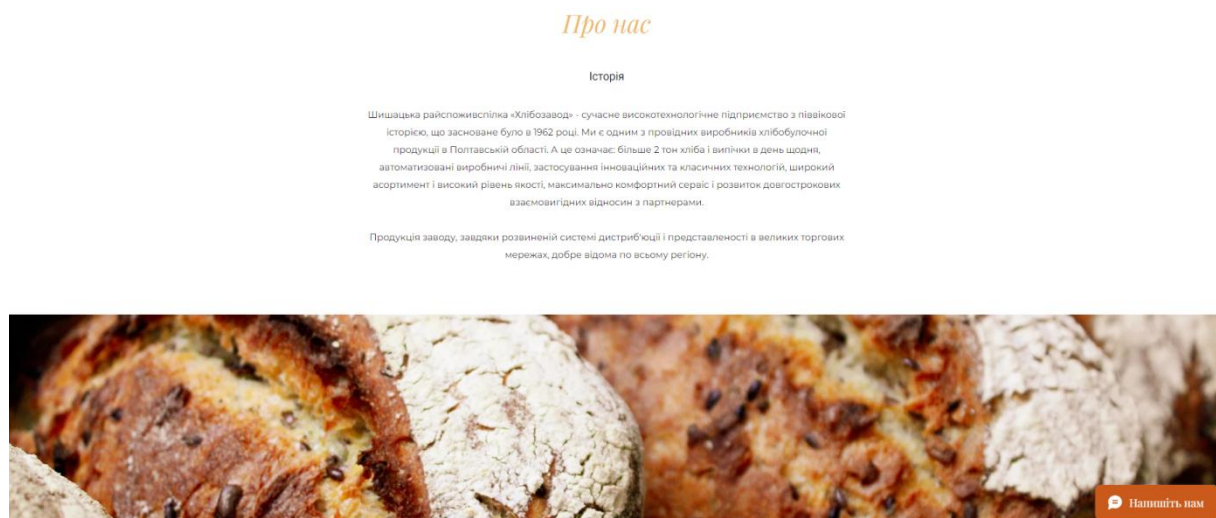 Про нас
Історія
Шишацька райспоживспілка «Хлібозавод» - сучасне високотехнологічне підприємство з піввікової
історією, що засноване було в 1962 році. Ми є одним з провідних виробників хлібобулочної
продукції в Полтавській області. А це означає: більше 2 тон хліба і випічки в день щодня,
автоматизовані виробничі лінії, застосування інноваційних та класичних технологій, широкий
асортимент і високий рівень якості, максимально комфортний сервіс і розвиток довгострокових
взаємовигідних відносин з партнерами.
Продукція заводу, завдяки розвиненій системі дистриб'юції і представленості в великих торгових
мережах, добре відома по всьому регіону.
Напишіть нам